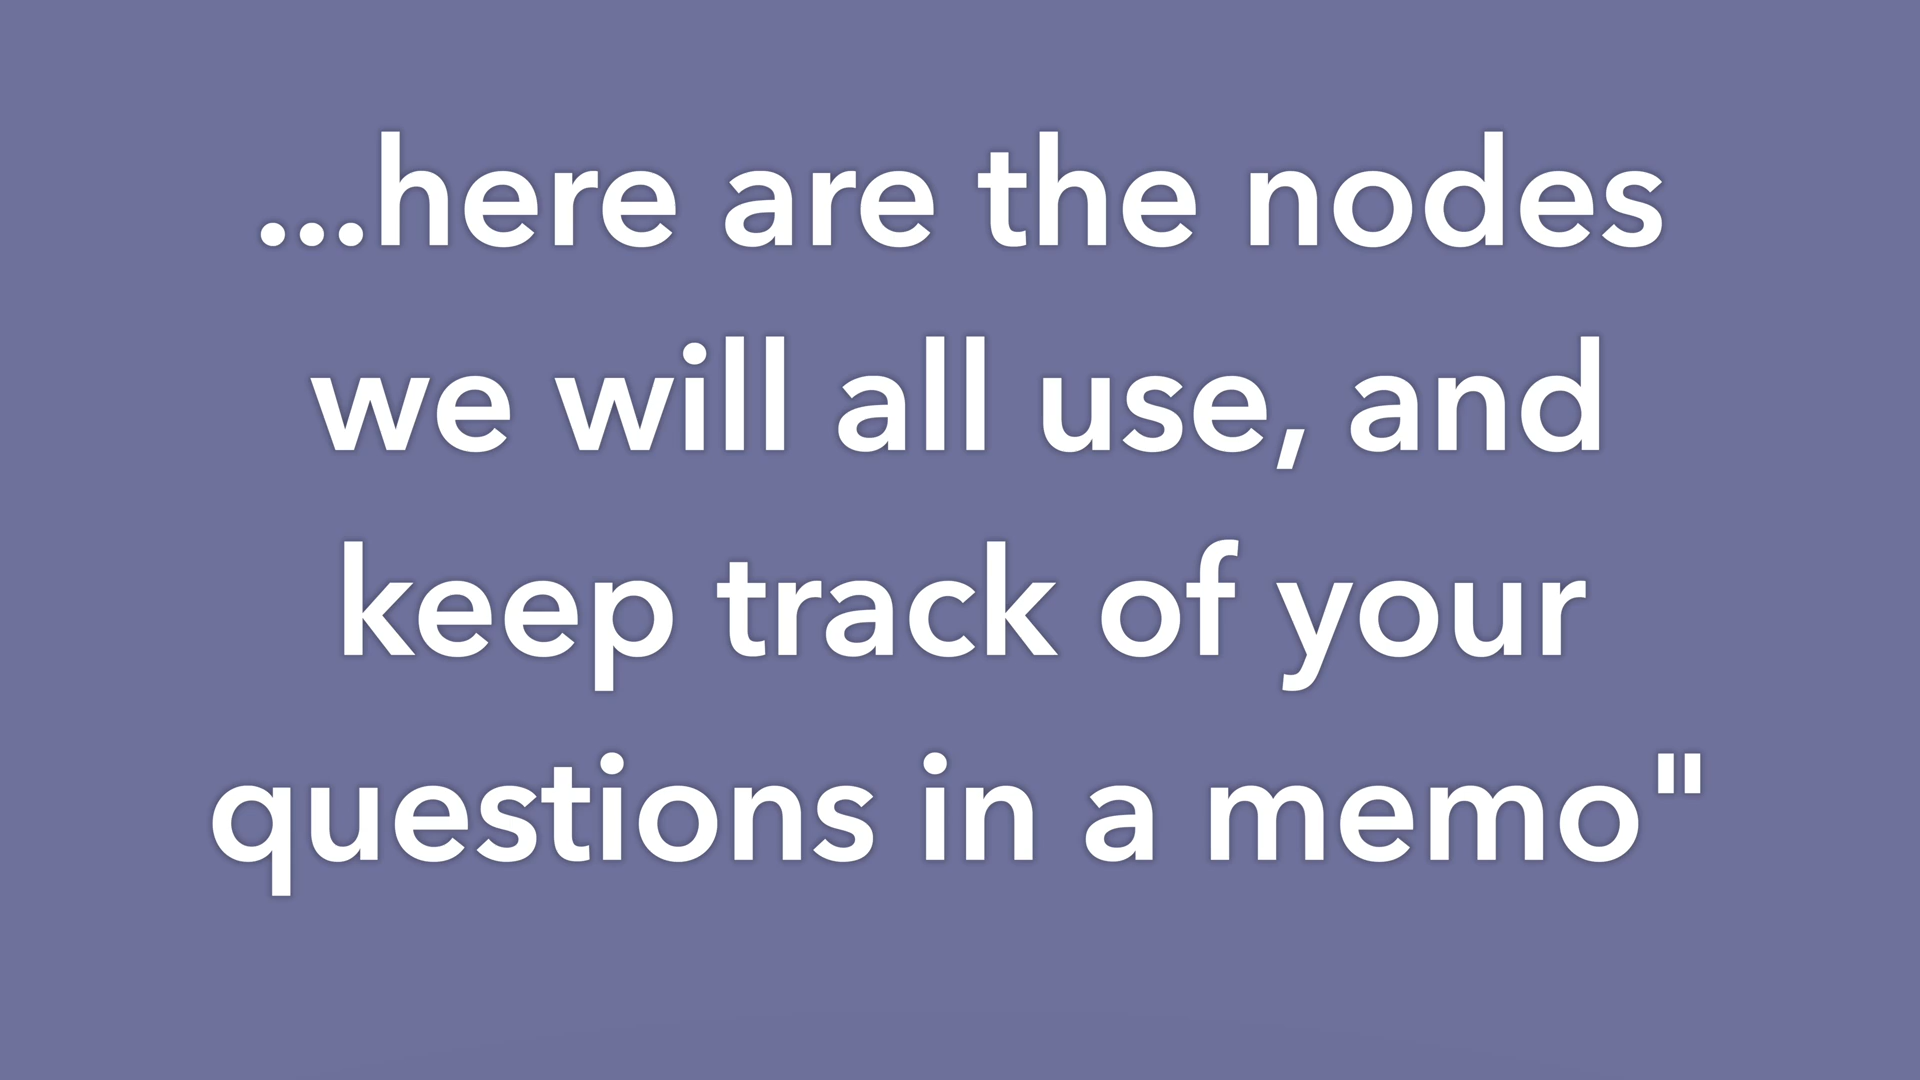 ...here are the nodes
we will all use, and
keep track of your
questions in a memo"